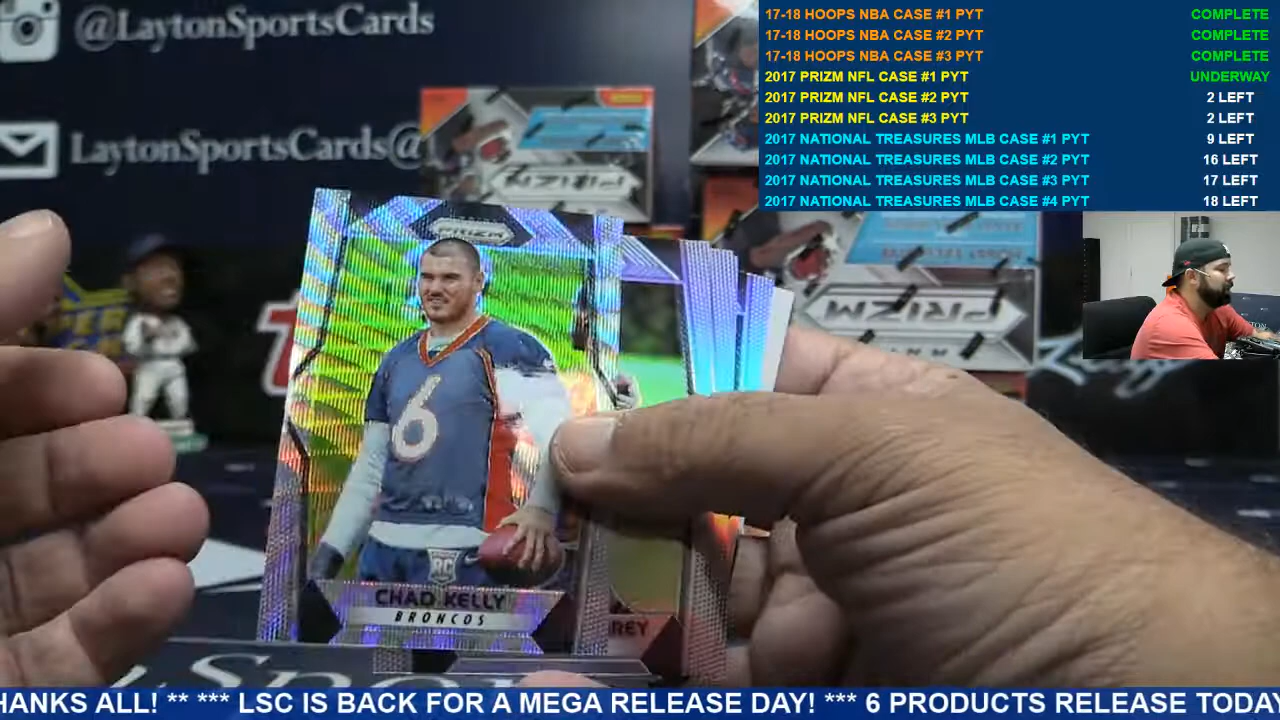 @LaytonSportsCards
LaytonSportsCards@
17-18 HOOPS NBA CASE #1 PYT COMPLETE
17-18 HOOPS NBA CASE #2 PYT COMPLETE
17-18 HOOPS NBA CASE #3 PYT COMPLETE
2017 PRIZM NFL CASE #1 PYT UNDERWAY
2017 PRIZM NFL CASE #2 PYT 2 LEFT
2017 PRIZM NFL CASE #3 PYT 2 LEFT
2017 NATIONAL TREASURES MLB CASE #1 PYT 9 LEFT
2017 NATIONAL TREASURES MLB CASE #2 PYT 16 LEFT
2017 NATIONAL TREASURES MLB CASE #3 PYT 17 LEFT
2017 NATIONAL TREASURES MLB CASE #4 PYT 18 LEFT
PRIZM
PRIZM
PRIZM
6
RC
CHAD KELLY
BRONCOS
REY
HANKS ALL! ** *** LSC IS BACK FOR A MEGA RELEASE DAY! *** 6 PRODUCTS RELEASE TODAY